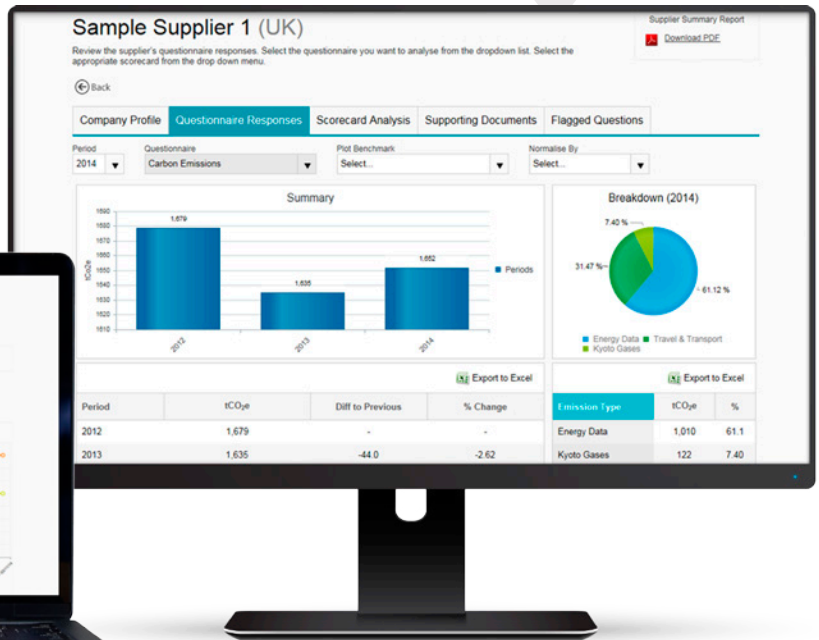 Sample Supplier 1 (UK)
Supplier Summary Report
Download PDF
Review the supplier's questionnaire responses. Select the questionnaire you want to analyse from the dropdown list. Select the
appropriate scorecard from the drop down menu.
Back
Company Profile Questionnaire Responses Scorecard Analysis Supporting Documents Flagged Questions
Period Questionnaire Plot Benchmark Normalise By
2014 Carbon Emissions Select... Select...
Summary
1690
1680
1670
1660
1650
1640
1630
1620
1610
tCo2e
1,679
1,635
1,652
2012 2013 2014
Periods
Breakdown (2014)
7.40 %
31.47 %
61.12 %
Energy Data Travel & Transport
Kyoto Gases
Export to Excel
Period tCO₂e Diff to Previous % Change
2012 1,679 - -
2013 1,635 -44.0 -2.62
Export to Excel
Emission Type tCO₂e %
Energy Data 1,010 61.1
Kyoto Gases 122 7.40